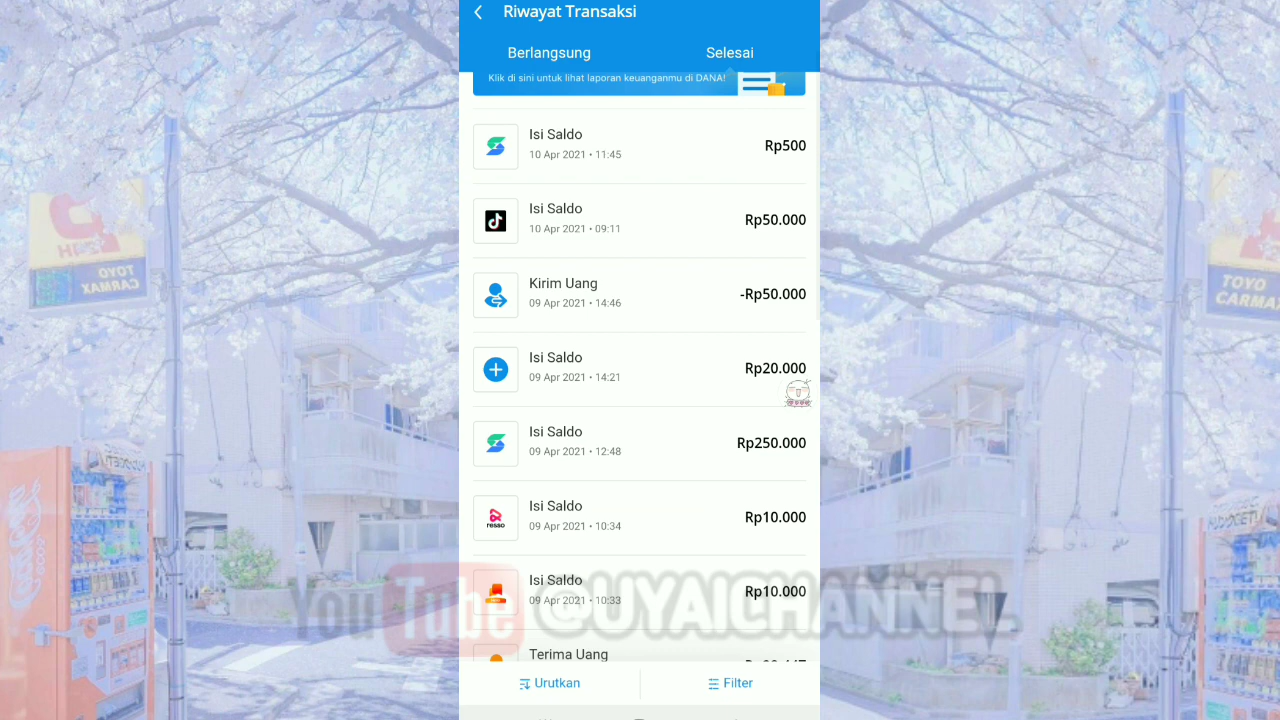 Riwayat Transaksi
Berlangsung
Selesai
Klik di sini untuk lihat laporan keuanganmu di DANA!
Isi Saldo
10 Apr 2021 • 11:45
Rp500
Isi Saldo
10 Apr 2021 • 09:11
Rp50.000
Kirim Uang
09 Apr 2021 • 14:46
-Rp50.000
Isi Saldo
09 Apr 2021 • 14:21
Rp20.000
Isi Saldo
09 Apr 2021 • 12:48
Rp250.000
resso
Isi Saldo
09 Apr 2021 • 10:34
Rp10.000
Isi Saldo
09 Apr 2021 • 10:33
Rp10.000
YouTube @UYAICHANNEL
Terima Uang
Urutkan
Filter
TOYO
CARMAX
TOYO
CARMA